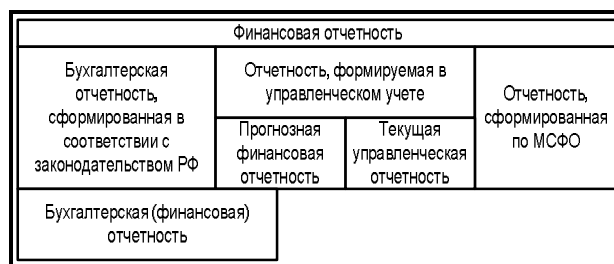 Финансовая отчетность
Бухгалтерская
отчетность,
сформированная в
соответствии с
законодательством РФ
Отчетность, формируемая в
управленческом учете
Прогнозная
финансовая
отчетность
Текущая
управленческая
отчетность
Отчетность,
сформированная
по МСФО
Бухгалтерская (финансовая)
отчетность